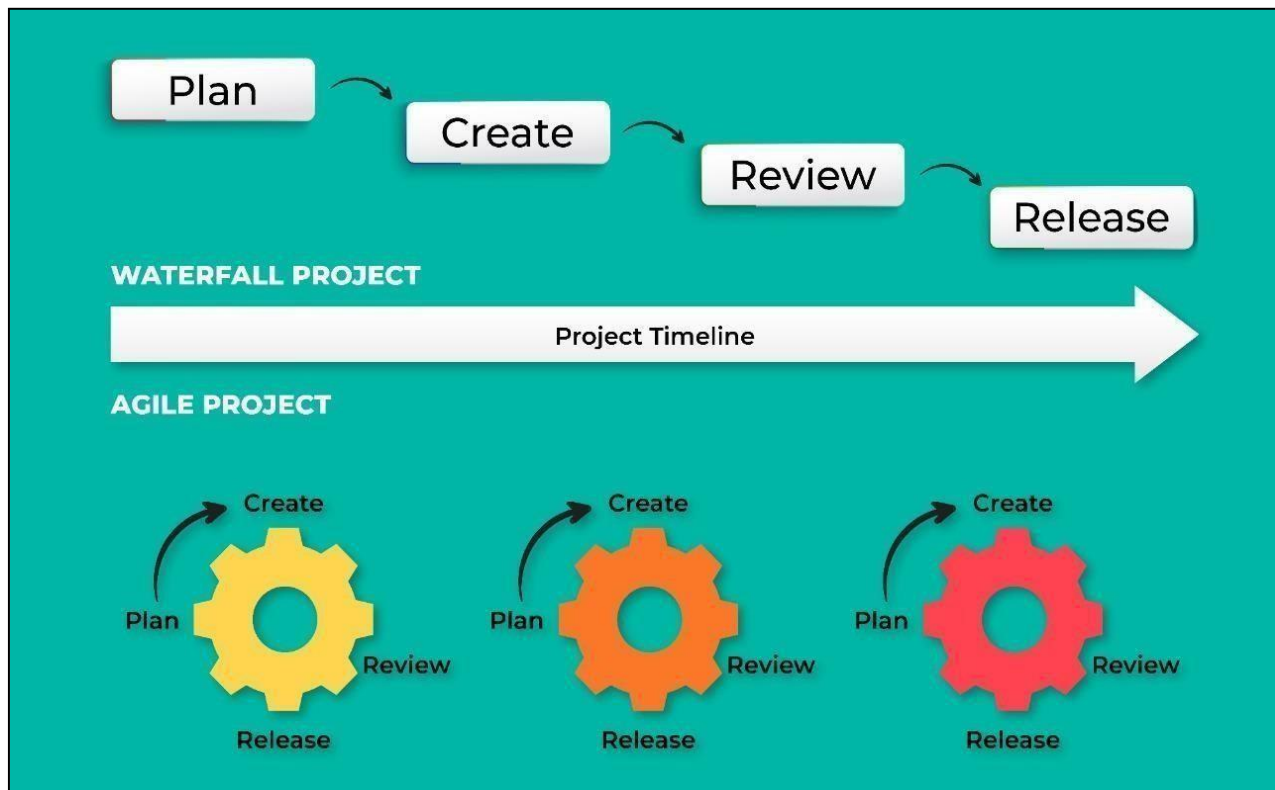 Plan
Create
Review
Release
WATERFALL PROJECT
Project Timeline
AGILE PROJECT
Create
Plan
Review
Release
Create
Plan
Review
Release
Create
Plan
Review
Release